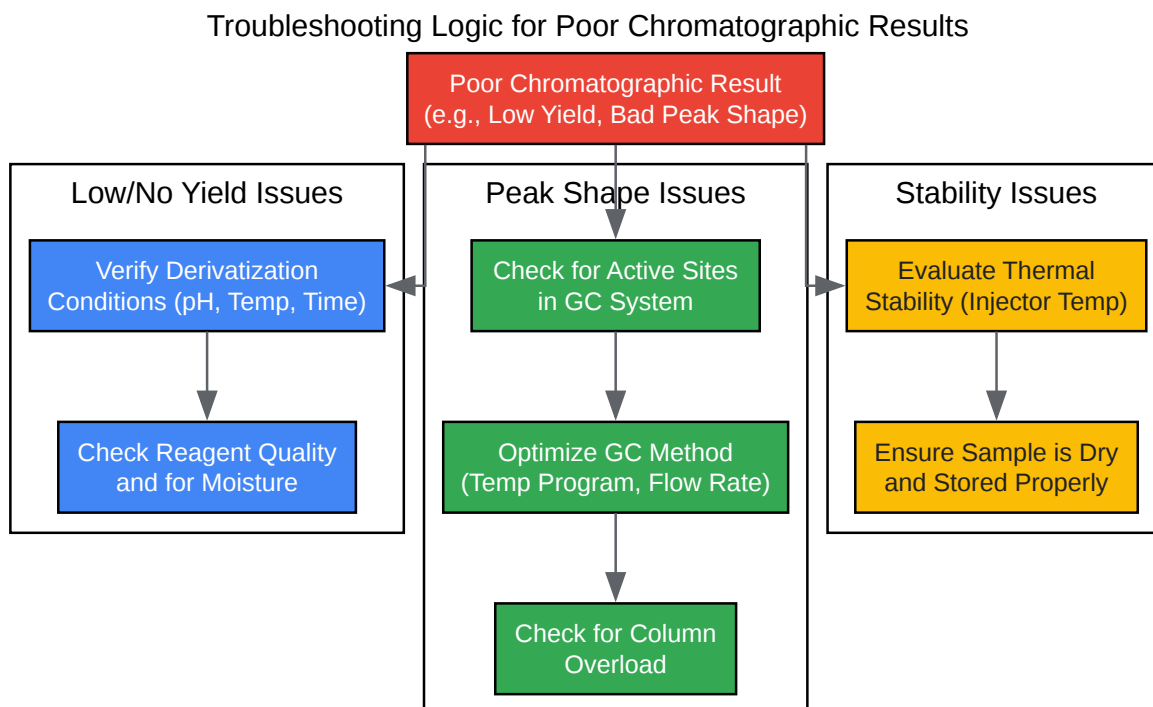 Troubleshooting Logic for Poor Chromatographic Results
Poor Chromatographic Result
(e.g., Low Yield, Bad Peak Shape)
Low/No Yield Issues
Verify Derivatization
Conditions (pH, Temp, Time)
Check Reagent Quality
and for Moisture
Peak Shape Issues
Check for Active Sites
in GC System
Optimize GC Method
(Temp Program, Flow Rate)
Check for Column
Overload
Stability Issues
Evaluate Thermal
Stability (Injector Temp)
Ensure Sample is Dry
and Stored Properly